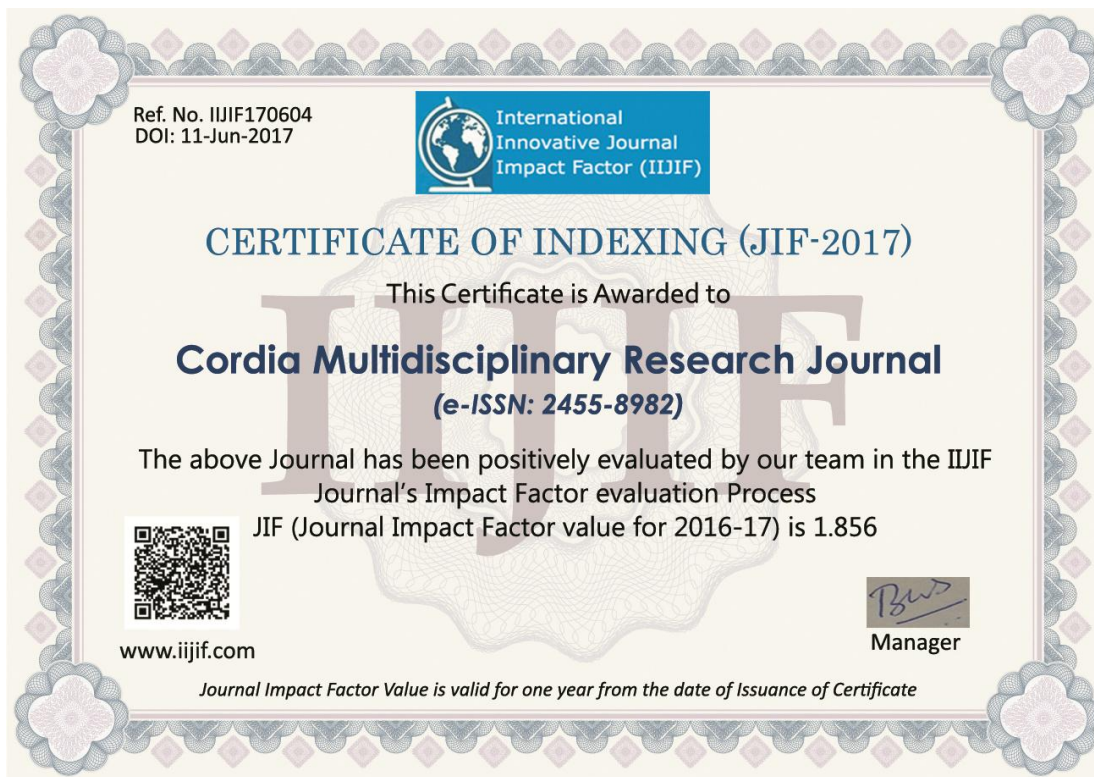 Ref. No. IIJIF170604
DOI: 11-Jun-2017
International
Innovative Journal
Impact Factor (IIJIF)
CERTIFICATE OF INDEXING (JIF-2017)
This Certificate is Awarded to
IIJIF
Cordia Multidisciplinary Research Journal
(e-ISSN: 2455-8982)
The above Journal has been positively evaluated by our team in the IIJIF
Journal's Impact Factor evaluation Process
JIF (Journal Impact Factor value for 2016-17) is 1.856
www.iijif.com
Manager
Journal Impact Factor Value is valid for one year from the date of Issuance of Certificate